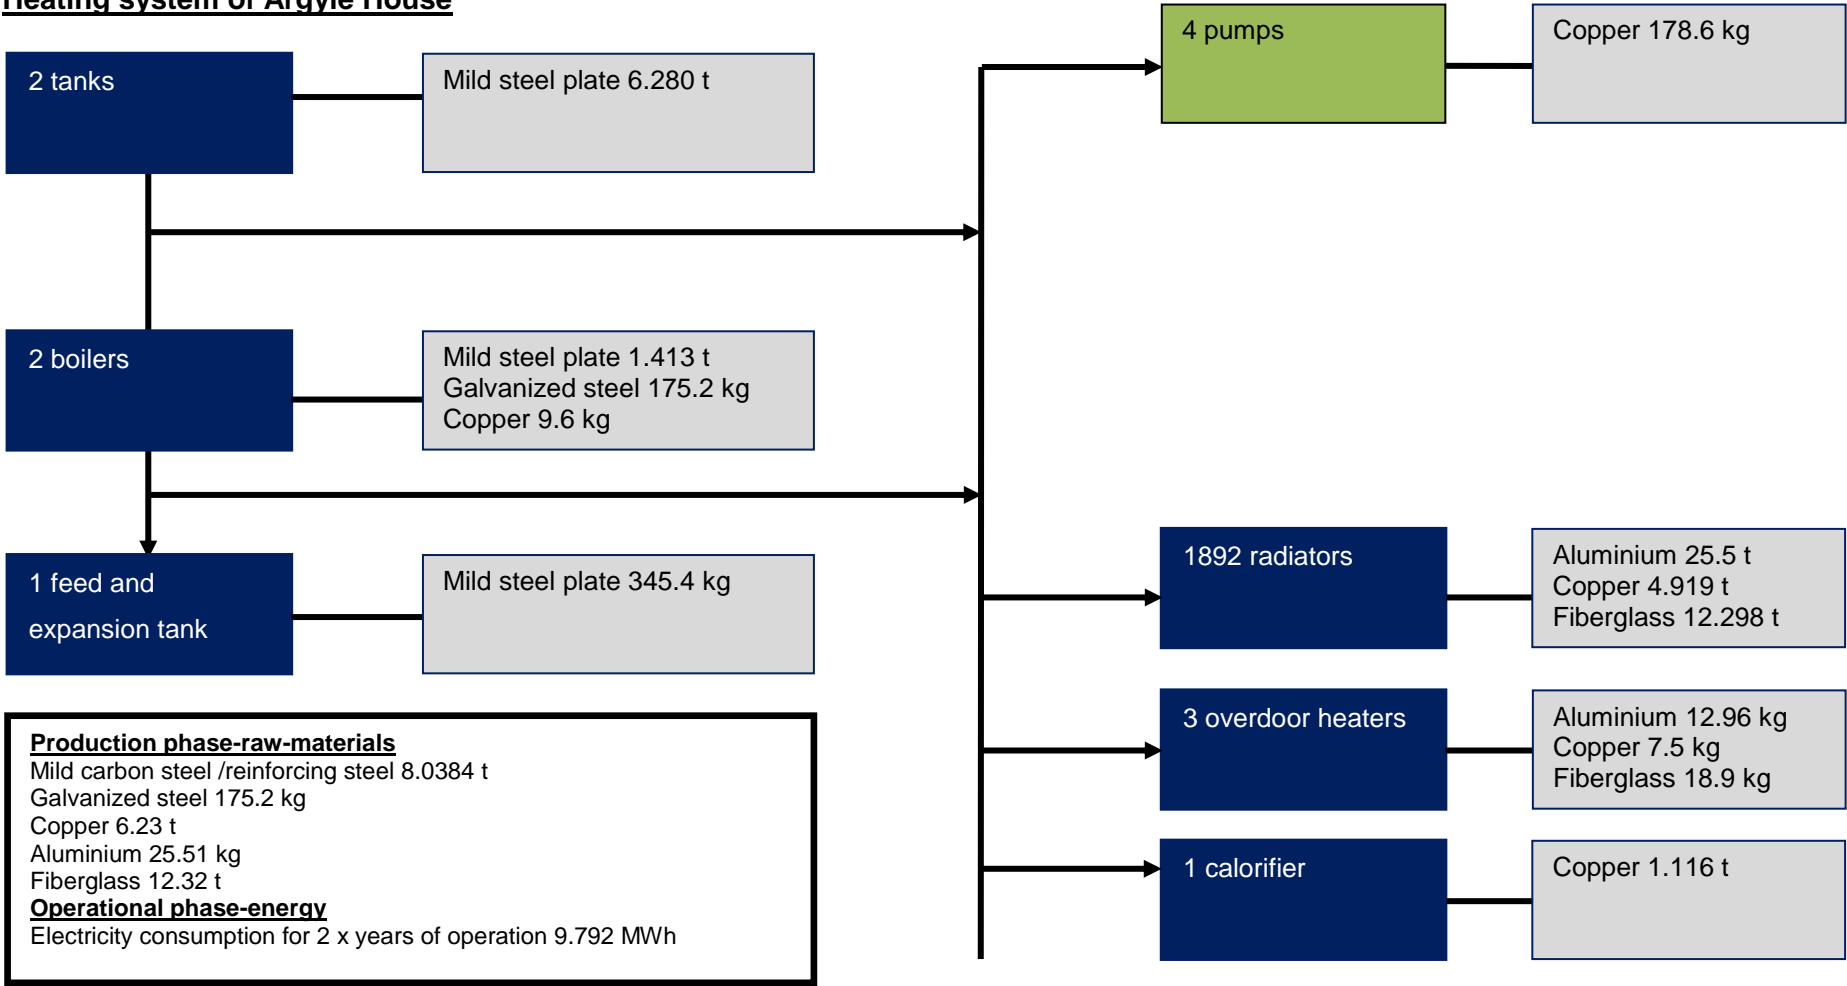 Heating system of Argyle House
2 tanks
Mild steel plate 6.280 t
4 pumps
Copper 178.6 kg
2 boilers
Mild steel plate 1.413 t
Galvanized steel 175.2 kg
Copper 9.6 kg
1 feed and
expansion tank
Mild steel plate 345.4 kg
1892 radiators
Aluminium 25.5 t
Copper 4.919 t
Fiberglass 12.298 t
3 overdoor heaters
Aluminium 12.96 kg
Copper 7.5 kg
Fiberglass 18.9 kg
1 calorifier
Copper 1.116 t
Production phase-raw-materials
Mild carbon steel /reinforcing steel 8.0384 t
Galvanized steel 175.2 kg
Copper 6.23 t
Aluminium 25.51 kg
Fiberglass 12.32 t
Operational phase-energy
Electricity consumption for 2 x years of operation 9.792 MWh